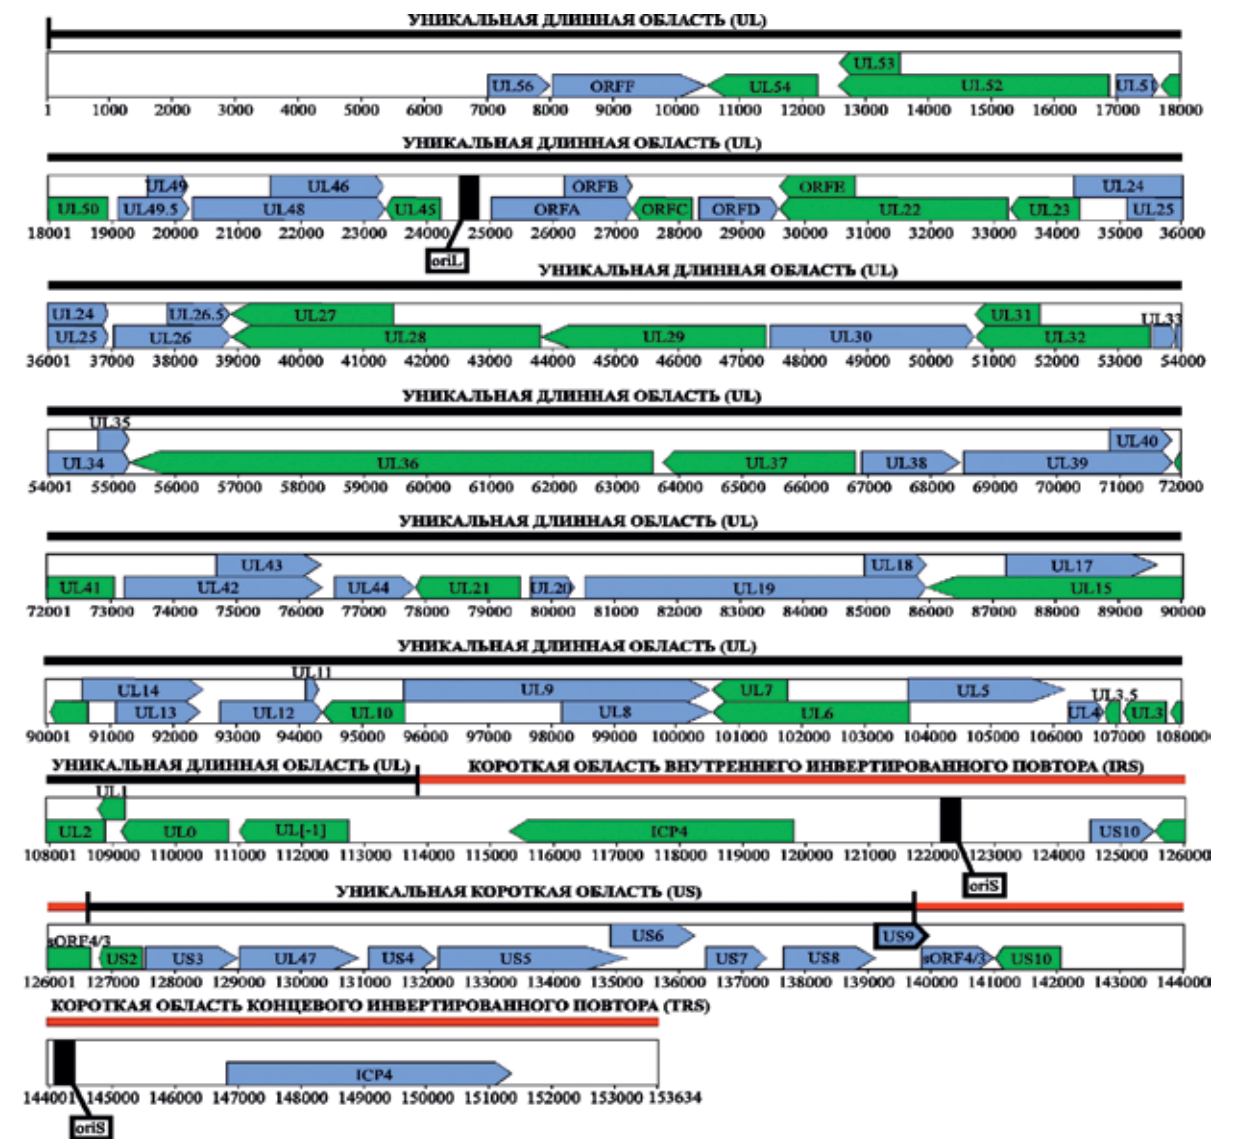 УНИКАЛЬНАЯ ДЛИННАЯ ОБЛАСТЬ (UL)
UL53
UL56 ORFF UL54 UL52 UL51
1 1000 2000 3000 4000 5000 6000 7000 8000 9000 10000 11000 12000 13000 14000 15000 16000 17000 18000
УНИКАЛЬНАЯ ДЛИННАЯ ОБЛАСТЬ (UL)
UL49 UL46 ORFB ORFE UL24
UL50 UL49.5 UL48 UL45 ORFA ORFC ORFD UL22 UL23 UL25
18001 19000 20000 21000 22000 23000 24000 25000 26000 27000 28000 29000 30000 31000 32000 33000 34000 35000 36000
oriL
УНИКАЛЬНАЯ ДЛИННАЯ ОБЛАСТЬ (UL)
UL24 UL26.5 UL27 UL31 UL33
UL25 UL26 UL28 UL29 UL30 UL32
36001 37000 38000 39000 40000 41000 42000 43000 44000 45000 46000 47000 48000 49000 50000 51000 52000 53000 54000
УНИКАЛЬНАЯ ДЛИННАЯ ОБЛАСТЬ (UL)
UL35
UL40
UL34 UL36 UL37 UL38 UL39
54001 55000 56000 57000 58000 59000 60000 61000 62000 63000 64000 65000 66000 67000 68000 69000 70000 71000 72000
УНИКАЛЬНАЯ ДЛИННАЯ ОБЛАСТЬ (UL)
UL43 UL18 UL17
UL41 UL42 UL44 UL21 UL20 UL19 UL15
72001 73000 74000 75000 76000 77000 78000 79000 80000 81000 82000 83000 84000 85000 86000 87000 88000 89000 90000
УНИКАЛЬНАЯ ДЛИННАЯ ОБЛАСТЬ (UL)
UL11
UL14 UL9 UL7 UL5 UL3.5
UL13 UL12 UL10 UL8 UL6 UL4 UL3
90001 91000 92000 93000 94000 95000 96000 97000 98000 99000 100000 101000 102000 103000 104000 105000 106000 107000 108000
УНИКАЛЬНАЯ ДЛИННАЯ ОБЛАСТЬ (UL) КОРОТКАЯ ОБЛАСТЬ ВНУТРЕННЕГО ИНВЕРТИРОВАННОГО ПОВТОРА (IRS)
UL1
UL2 UL0 UL[-1] ICP4 US10
108001 109000 110000 111000 112000 113000 114000 115000 116000 117000 118000 119000 120000 121000 122000 123000 124000 125000 126000
oriS
УНИКАЛЬНАЯ КОРОТКАЯ ОБЛАСТЬ (US)
sORF4/3 US6 US9
US2 US3 UL47 US4 US5 US7 US8 sORF4/3 US10
126001 127000 128000 129000 130000 131000 132000 133000 134000 135000 136000 137000 138000 139000 140000 141000 142000 143000 144000
КОРОТКАЯ ОБЛАСТЬ КОНЦЕВОГО ИНВЕРТИРОВАННОГО ПОВТОРА (TRS)
ICP4
144001 145000 146000 147000 148000 149000 150000 151000 152000 153000 153634
oriS